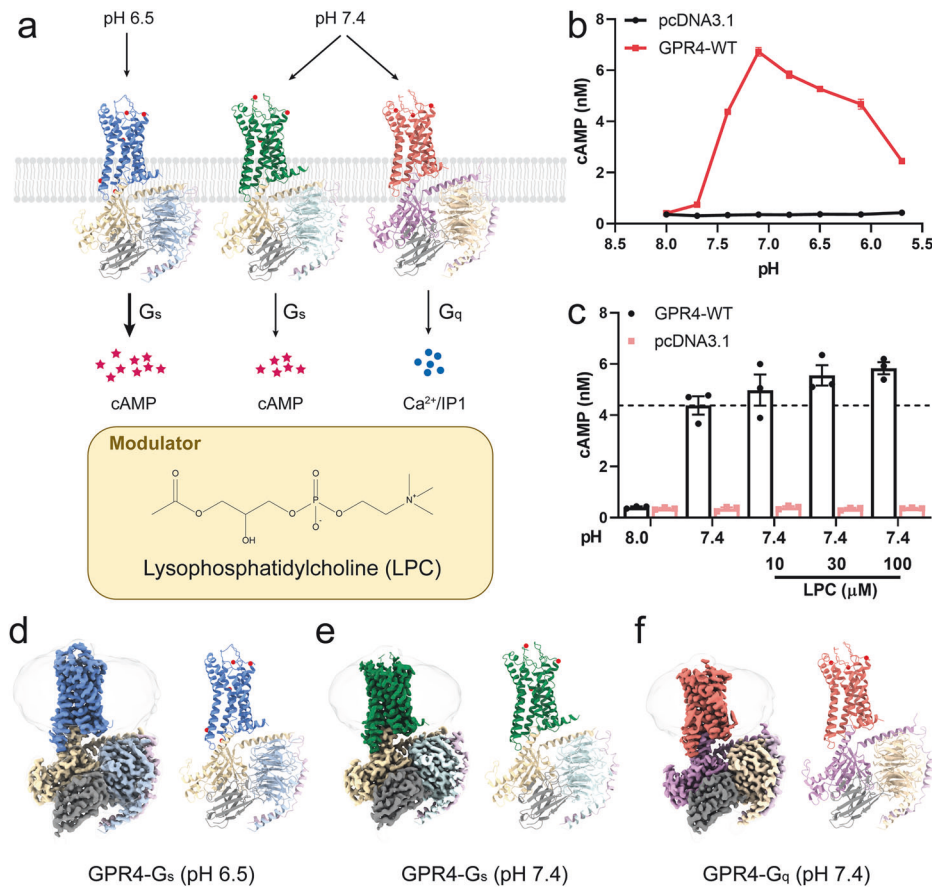 a
pH 6.5
pH 7.4
Gs
Gs
Gq
cAMP
cAMP
Ca²⁺/IP1
Modulator
O
O
OH
O
O
P
O⁻
O
N⁺
Lysophosphatidylcholine (LPC)
b
pcDNA3.1
GPR4-WT
cAMP (nM)
8
6
4
2
0
8.5
8.0
7.5
7.0
6.5
6.0
5.5
pH
c
GPR4-WT
pcDNA3.1
cAMP (nM)
8
6
4
2
0
pH
8.0
7.4
7.4
7.4
7.4
10
30
100
LPC (μM)
d
GPR4-Gs (pH 6.5)
e
GPR4-Gs (pH 7.4)
f
GPR4-Gq (pH 7.4)